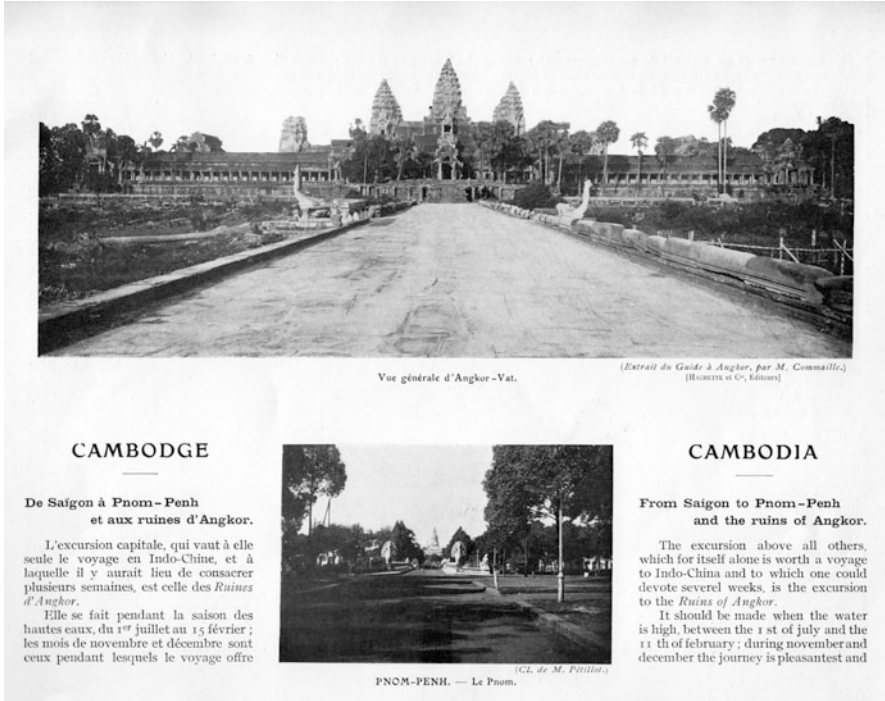 Vue générale d'Angkor-Vat.
(Extrait du Guide à Angkor, par M. Commaille.)
[HACHETTE et Cie, Editeurs]
CAMBODGE
De Saïgon à Pnom-Penh
et aux ruines d'Angkor.
L'excursion capitale, qui vaut à elle
seule le voyage en Indo-Chine, et à
laquelle il y aurait lieu de consacrer
plusieurs semaines, est celle des Ruines
d'Angkor.
Elle se fait pendant la saison des
hautes eaux, du 1er juillet au 15 février ;
les mois de novembre et décembre sont
ceux pendant lesquels le voyage offre
(Cl. de M. Pétillot.)
PNOM-PENH. — Le Pnom.
CAMBODIA
From Saigon to Pnom-Penh
and the ruins of Angkor.
The excursion above all others,
which for itself alone is worth a voyage
to Indo-China and to which one could
devote severel weeks, is the excursion
to the Ruins of Angkor.
It should be made when the water
is high, between the 1 st of july and the
11 th of february ; during november and
december the journey is pleasantest and